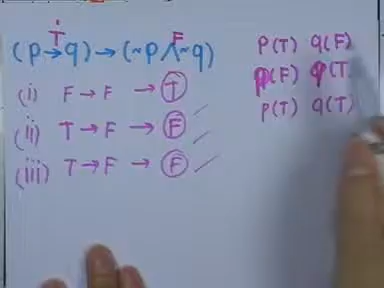 T F
(p→q)→(~p∧~q)
(i) F→F → T
(ii) T→F → F
(iii) T→F → F
p(T) q(F)
p(F) q(T
p(T) q(T)